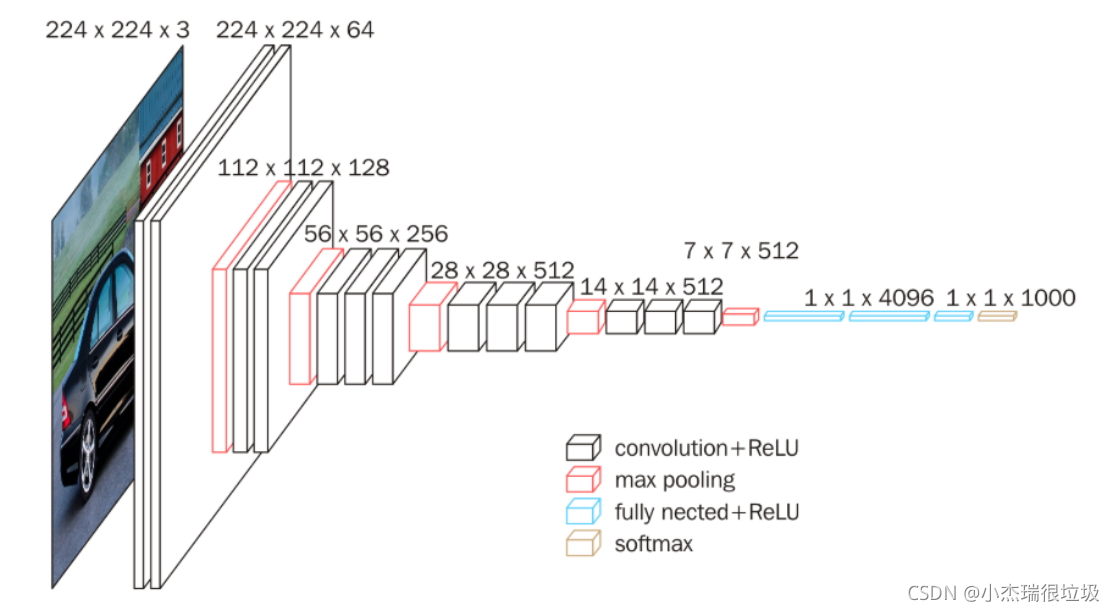 224 x 224 x 3
224 x 224 x 64
112 x 112 x 128
56 x 56 x 256
28 x 28 x 512
14 x 14 x 512
7 x 7 x 512
1 x 1 x 4096
1 x 1 x 1000
convolution+ReLU
max pooling
fully nected+ReLU
softmax
CSDN @小杰瑞很垃圾